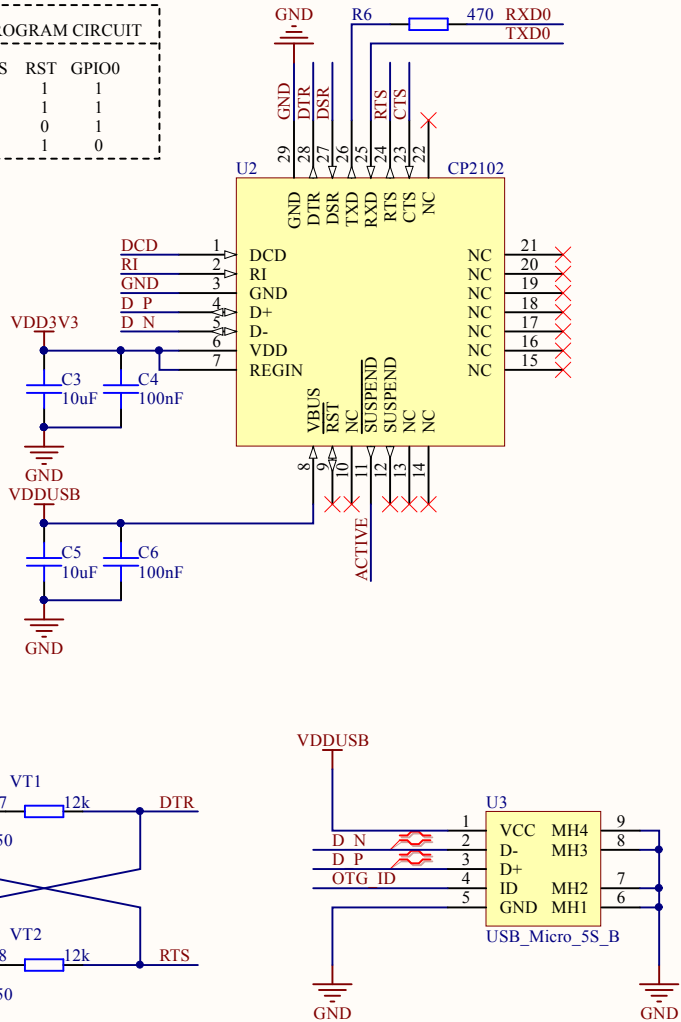 GND
R6 470 RXD0
TXD0
ROGRAM CIRCUIT
S RST GPIO0
1 1
1 1
0 1
1 0
GND DTR DSR RTS CTS
29 28 27 26 25 24 23 22
U2 CP2102
GND DTR DSR TXD RXD RTS CTS NC
DCD 1 DCD NC 21
RI 2 RI NC 20
GND 3 GND NC 19
D_P 4 D+ NC 18
D_N 5 D- NC 17
VDD3V3 6 VDD NC 16
7 REGIN NC 15
C3 C4
10uF 100nF
VBUS RST NC SUSPEND SUSPEND NC NC
8 9 10 11 12 13 14
GND
VDDUSB
ACTIVE
C5 C6
10uF 100nF
GND
VDDUSB
VT1
7 12k DTR
50
U3
1 VCC MH4 9
D_N 2 D- MH3 8
D_P 3 D+
OTG_ID 4 ID MH2 7
5 GND MH1 6
USB_Micro_5S_B
VT2
8 12k RTS
50
GND GND